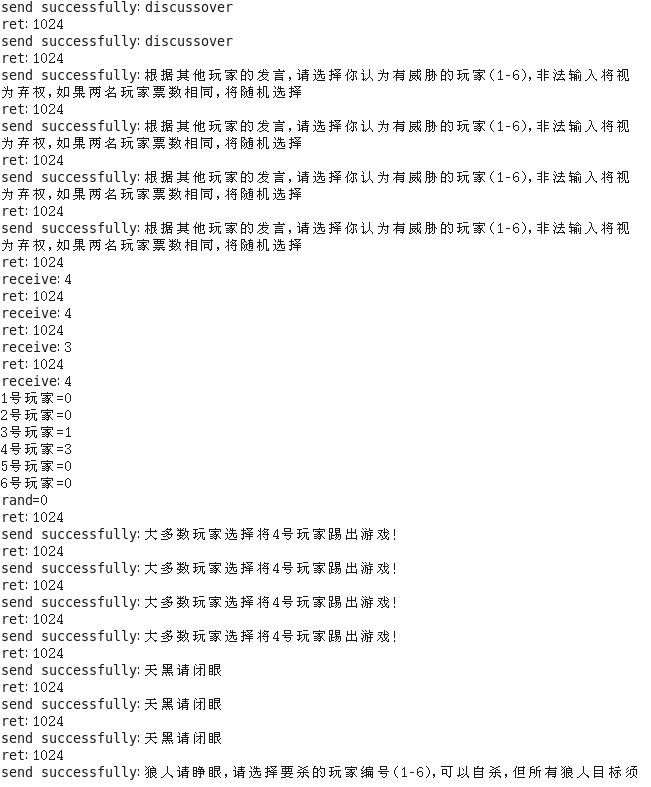 send successfully: discussover
ret: 1024
send successfully: discussover
ret: 1024
send successfully: 根据其他玩家的发言,请选择你认为有威胁的玩家(1-6),非法输入将视
为弃权,如果两名玩家票数相同,将随机选择
ret: 1024
send successfully: 根据其他玩家的发言,请选择你认为有威胁的玩家(1-6),非法输入将视
为弃权,如果两名玩家票数相同,将随机选择
ret: 1024
send successfully: 根据其他玩家的发言,请选择你认为有威胁的玩家(1-6),非法输入将视
为弃权,如果两名玩家票数相同,将随机选择
ret: 1024
send successfully: 根据其他玩家的发言,请选择你认为有威胁的玩家(1-6),非法输入将视
为弃权,如果两名玩家票数相同,将随机选择
ret: 1024
receive: 4
ret: 1024
receive: 4
ret: 1024
receive: 3
ret: 1024
receive: 4
1号玩家=0
2号玩家=0
3号玩家=1
4号玩家=3
5号玩家=0
6号玩家=0
rand=0
ret: 1024
send successfully: 大多数玩家选择将4号玩家踢出游戏!
ret: 1024
send successfully: 大多数玩家选择将4号玩家踢出游戏!
ret: 1024
send successfully: 大多数玩家选择将4号玩家踢出游戏!
ret: 1024
send successfully: 大多数玩家选择将4号玩家踢出游戏!
ret: 1024
send successfully: 天黑请闭眼
ret: 1024
send successfully: 天黑请闭眼
ret: 1024
send successfully: 天黑请闭眼
ret: 1024
send successfully: 狼人请睁眼,请选择要杀的玩家编号(1-6),可以自杀,但所有狼人目标须